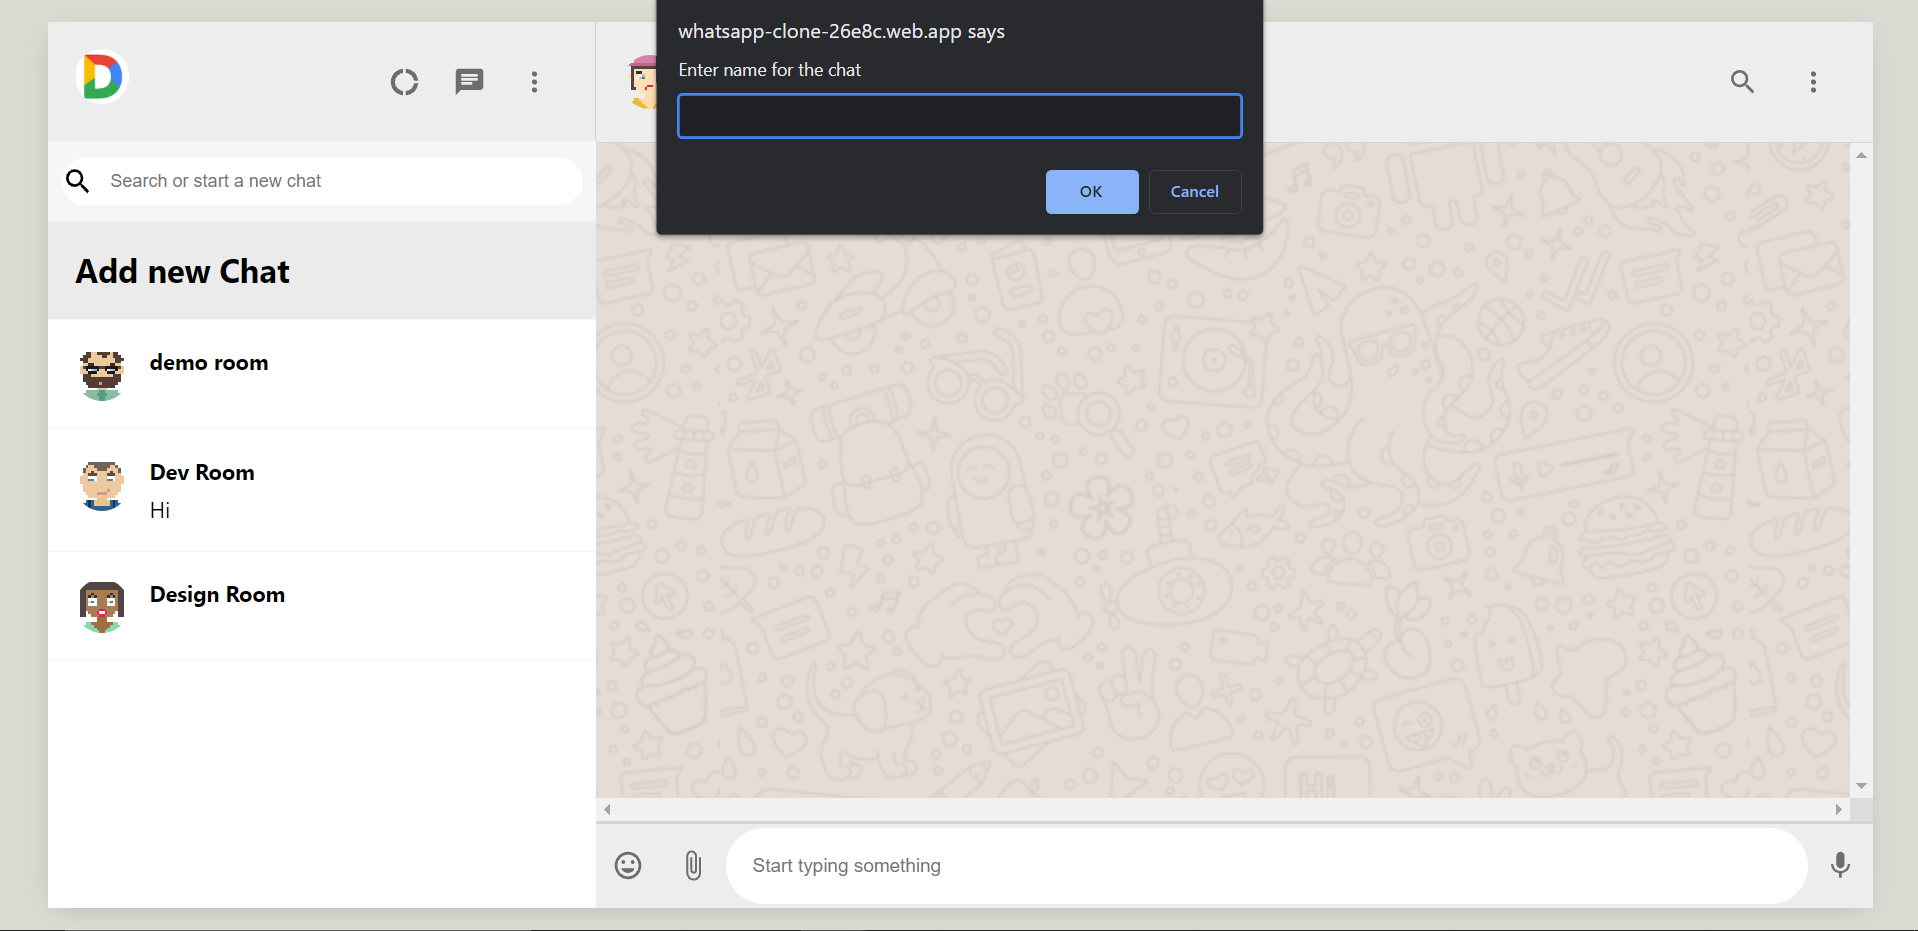 whatsapp-clone-26e8c.web.app says
Enter name for the chat
OK
Cancel
D
Search or start a new chat
Add new Chat
demo room
Dev Room
Hi
Design Room
Hi
Start typing something